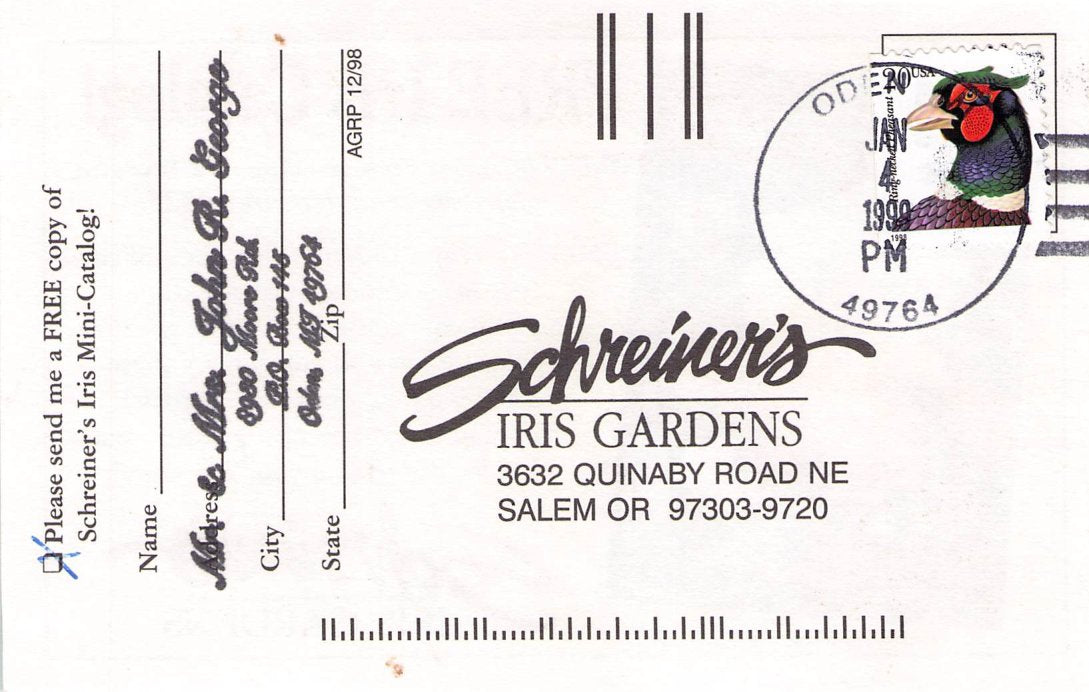 Please send me a FREE copy of
Schreiner's Iris Mini-Catalog!
Name
Address
City
State Zip
Mr. & Mrs. John R. George
8980 Moore Rd.
P.O. Box 146
Oden, MI 49764
AGRP 12/98
20 USA
Ring-necked Pheasant
1998
ODEN
JAN
4
1999
PM
49764
Schreiner's
IRIS GARDENS
3632 QUINABY ROAD NE
SALEM OR 97303-9720